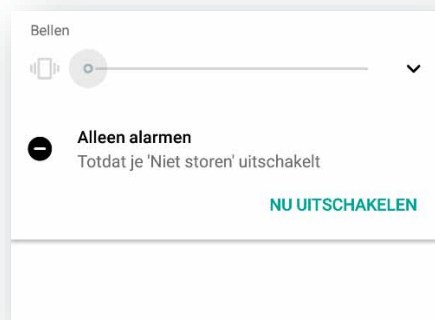 Bellen
Alleen alarmen
Totdat je 'Niet storen' uitschakelt
NU UITSCHAKELEN